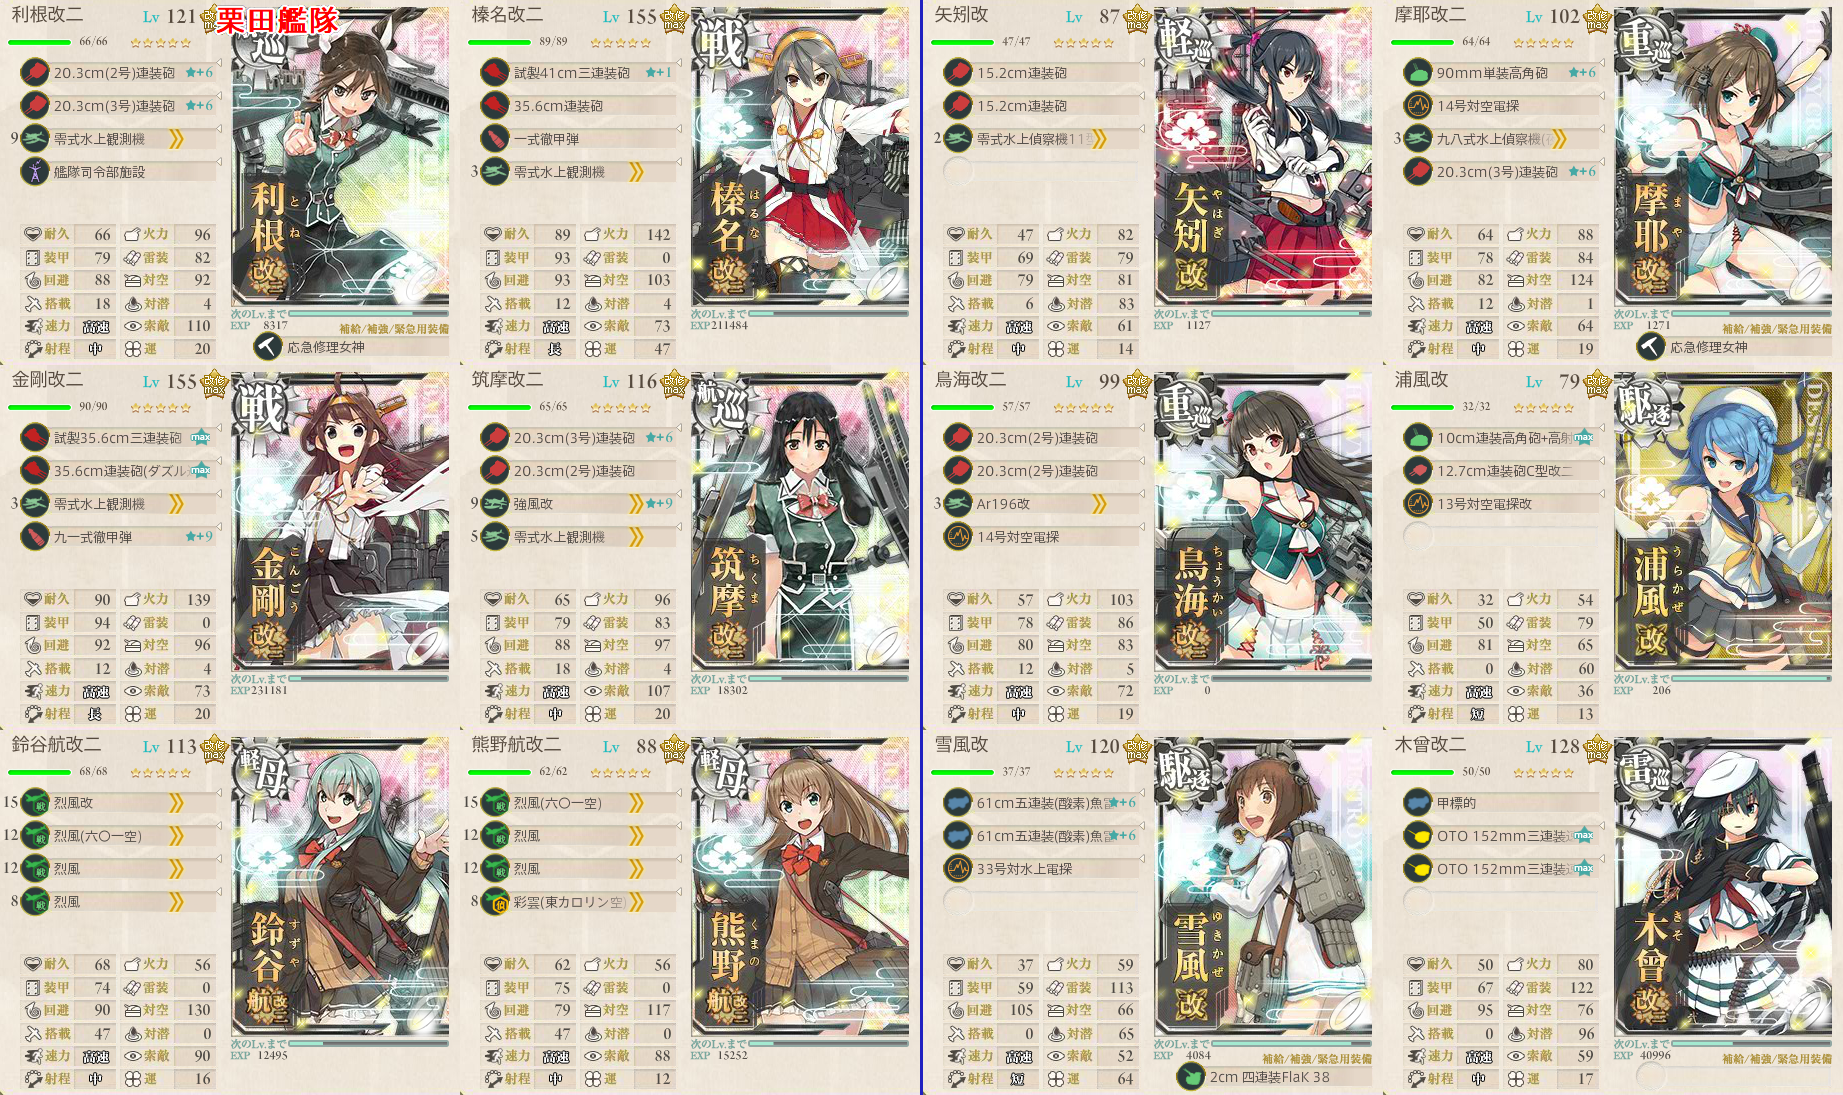 栗田艦隊
利根改二 Lv 121
66/66
20.3cm(2号)連装砲 ★+6
20.3cm(3号)連装砲 ★+6
9 零式水上観測機
艦隊司令部施設
耐久 66 火力 96
装甲 79 雷装 82
回避 88 対空 92
搭載 18 対潜 4
速力 高速 索敵 110
射程 中 運 20
利根 とね 改二
次のLv.まで
EXP 8317
補給/補強/緊急用装備
応急修理女神
榛名改二 Lv 155
89/89
試製41cm三連装砲 ★+1
35.6cm連装砲
一式徹甲弾
3 零式水上観測機
耐久 89 火力 142
装甲 93 雷装 0
回避 93 対空 103
搭載 12 対潜 4
速力 高速 索敵 73
射程 長 運 47
戦
榛名 はるな 改二
次のLv.まで
EXP 211484
矢矧改 Lv 87
47/47
15.2cm連装砲
15.2cm連装砲
2 零式水上偵察機11
耐久 47 火力 82
装甲 69 雷装 79
回避 79 対空 81
搭載 6 対潜 83
速力 高速 索敵 61
射程 中 運 14
軽巡
矢矧 やはぎ 改
次のLv.まで
EXP 1127
摩耶改二 Lv 102
64/64
90mm単装高角砲 ★+6
14号対空電探
3 九八式水上偵察機(
20.3cm(3号)連装砲 ★+6
耐久 64 火力 88
装甲 78 雷装 84
回避 82 対空 124
搭載 12 対潜 1
速力 高速 索敵 64
射程 中 運 19
重巡
摩耶 まや 改二
次のLv.まで
EXP 1271
補給/補強/緊急用装備
応急修理女神
金剛改二 Lv 155
90/90
試製35.6cm三連装砲 max
35.6cm連装砲(ダズル max
3 零式水上観測機
九一式徹甲弾 ★+9
耐久 90 火力 139
装甲 94 雷装 0
回避 92 対空 96
搭載 12 対潜 4
速力 高速 索敵 73
射程 長 運 20
戦
金剛 こんごう 改二
次のLv.まで
EXP 231181
筑摩改二 Lv 116
65/65
20.3cm(3号)連装砲 ★+6
20.3cm(2号)連装砲
9 強風改 ★+9
5 零式水上観測機
耐久 65 火力 96
装甲 79 雷装 83
回避 88 対空 97
搭載 18 対潜 4
速力 高速 索敵 107
射程 中 運 20
航巡
筑摩 ちくま 改二
次のLv.まで
EXP 18302
鳥海改二 Lv 99
57/57
20.3cm(2号)連装砲
20.3cm(2号)連装砲
3 Ar196改
14号対空電探
耐久 57 火力 103
装甲 78 雷装 86
回避 80 対空 83
搭載 12 対潜 5
速力 高速 索敵 72
射程 中 運 19
重巡
鳥海 ちょうかい 改二
次のLv.まで
EXP 0
浦風改 Lv 79
32/32
10cm連装高角砲+高射 max
12.7cm連装砲C型改二
13号対空電探改
耐久 32 火力 54
装甲 50 雷装 79
回避 81 対空 65
搭載 0 対潜 60
速力 高速 索敵 36
射程 短 運 13
駆逐
浦風 うらかぜ 改
次のLv.まで
EXP 206
鈴谷航改二 Lv 113
68/68
15 烈風改
12 烈風(六〇一空)
12 烈風
8 烈風
耐久 68 火力 56
装甲 74 雷装 0
回避 90 対空 130
搭載 47 対潜 0
速力 高速 索敵 90
射程 中 運 16
軽母
鈴谷 すずや 航改二
次のLv.まで
EXP 12495
熊野航改二 Lv 88
62/62
15 烈風(六〇一空)
12 烈風
12 烈風
8 彩雲(東カロリン空)
耐久 62 火力 56
装甲 75 雷装 0
回避 79 対空 117
搭載 47 対潜 0
速力 高速 索敵 88
射程 中 運 12
軽母
熊野 くまの 航改二
次のLv.まで
EXP 15252
雪風改 Lv 120
37/37
61cm五連装(酸素)魚雷 ★+6
61cm五連装(酸素)魚雷 ★+6
33号対水上電探
耐久 37 火力 59
装甲 59 雷装 113
回避 105 対空 66
搭載 0 対潜 65
速力 高速 索敵 52
射程 短 運 64
駆逐
雪風 ゆきかぜ 改
次のLv.まで
EXP 4084
補給/補強/緊急用装備
2cm 四連装FlaK 38
木曾改二 Lv 128
50/50
甲標的
OTO 152mm三連装 max
OTO 152mm三連装 max
耐久 50 火力 80
装甲 67 雷装 122
回避 95 対空 76
搭載 0 対潜 96
速力 高速 索敵 59
射程 中 運 17
雷巡
木曾 きそ 改二
次のLv.まで
EXP 40996
補給/補強/緊急用装備